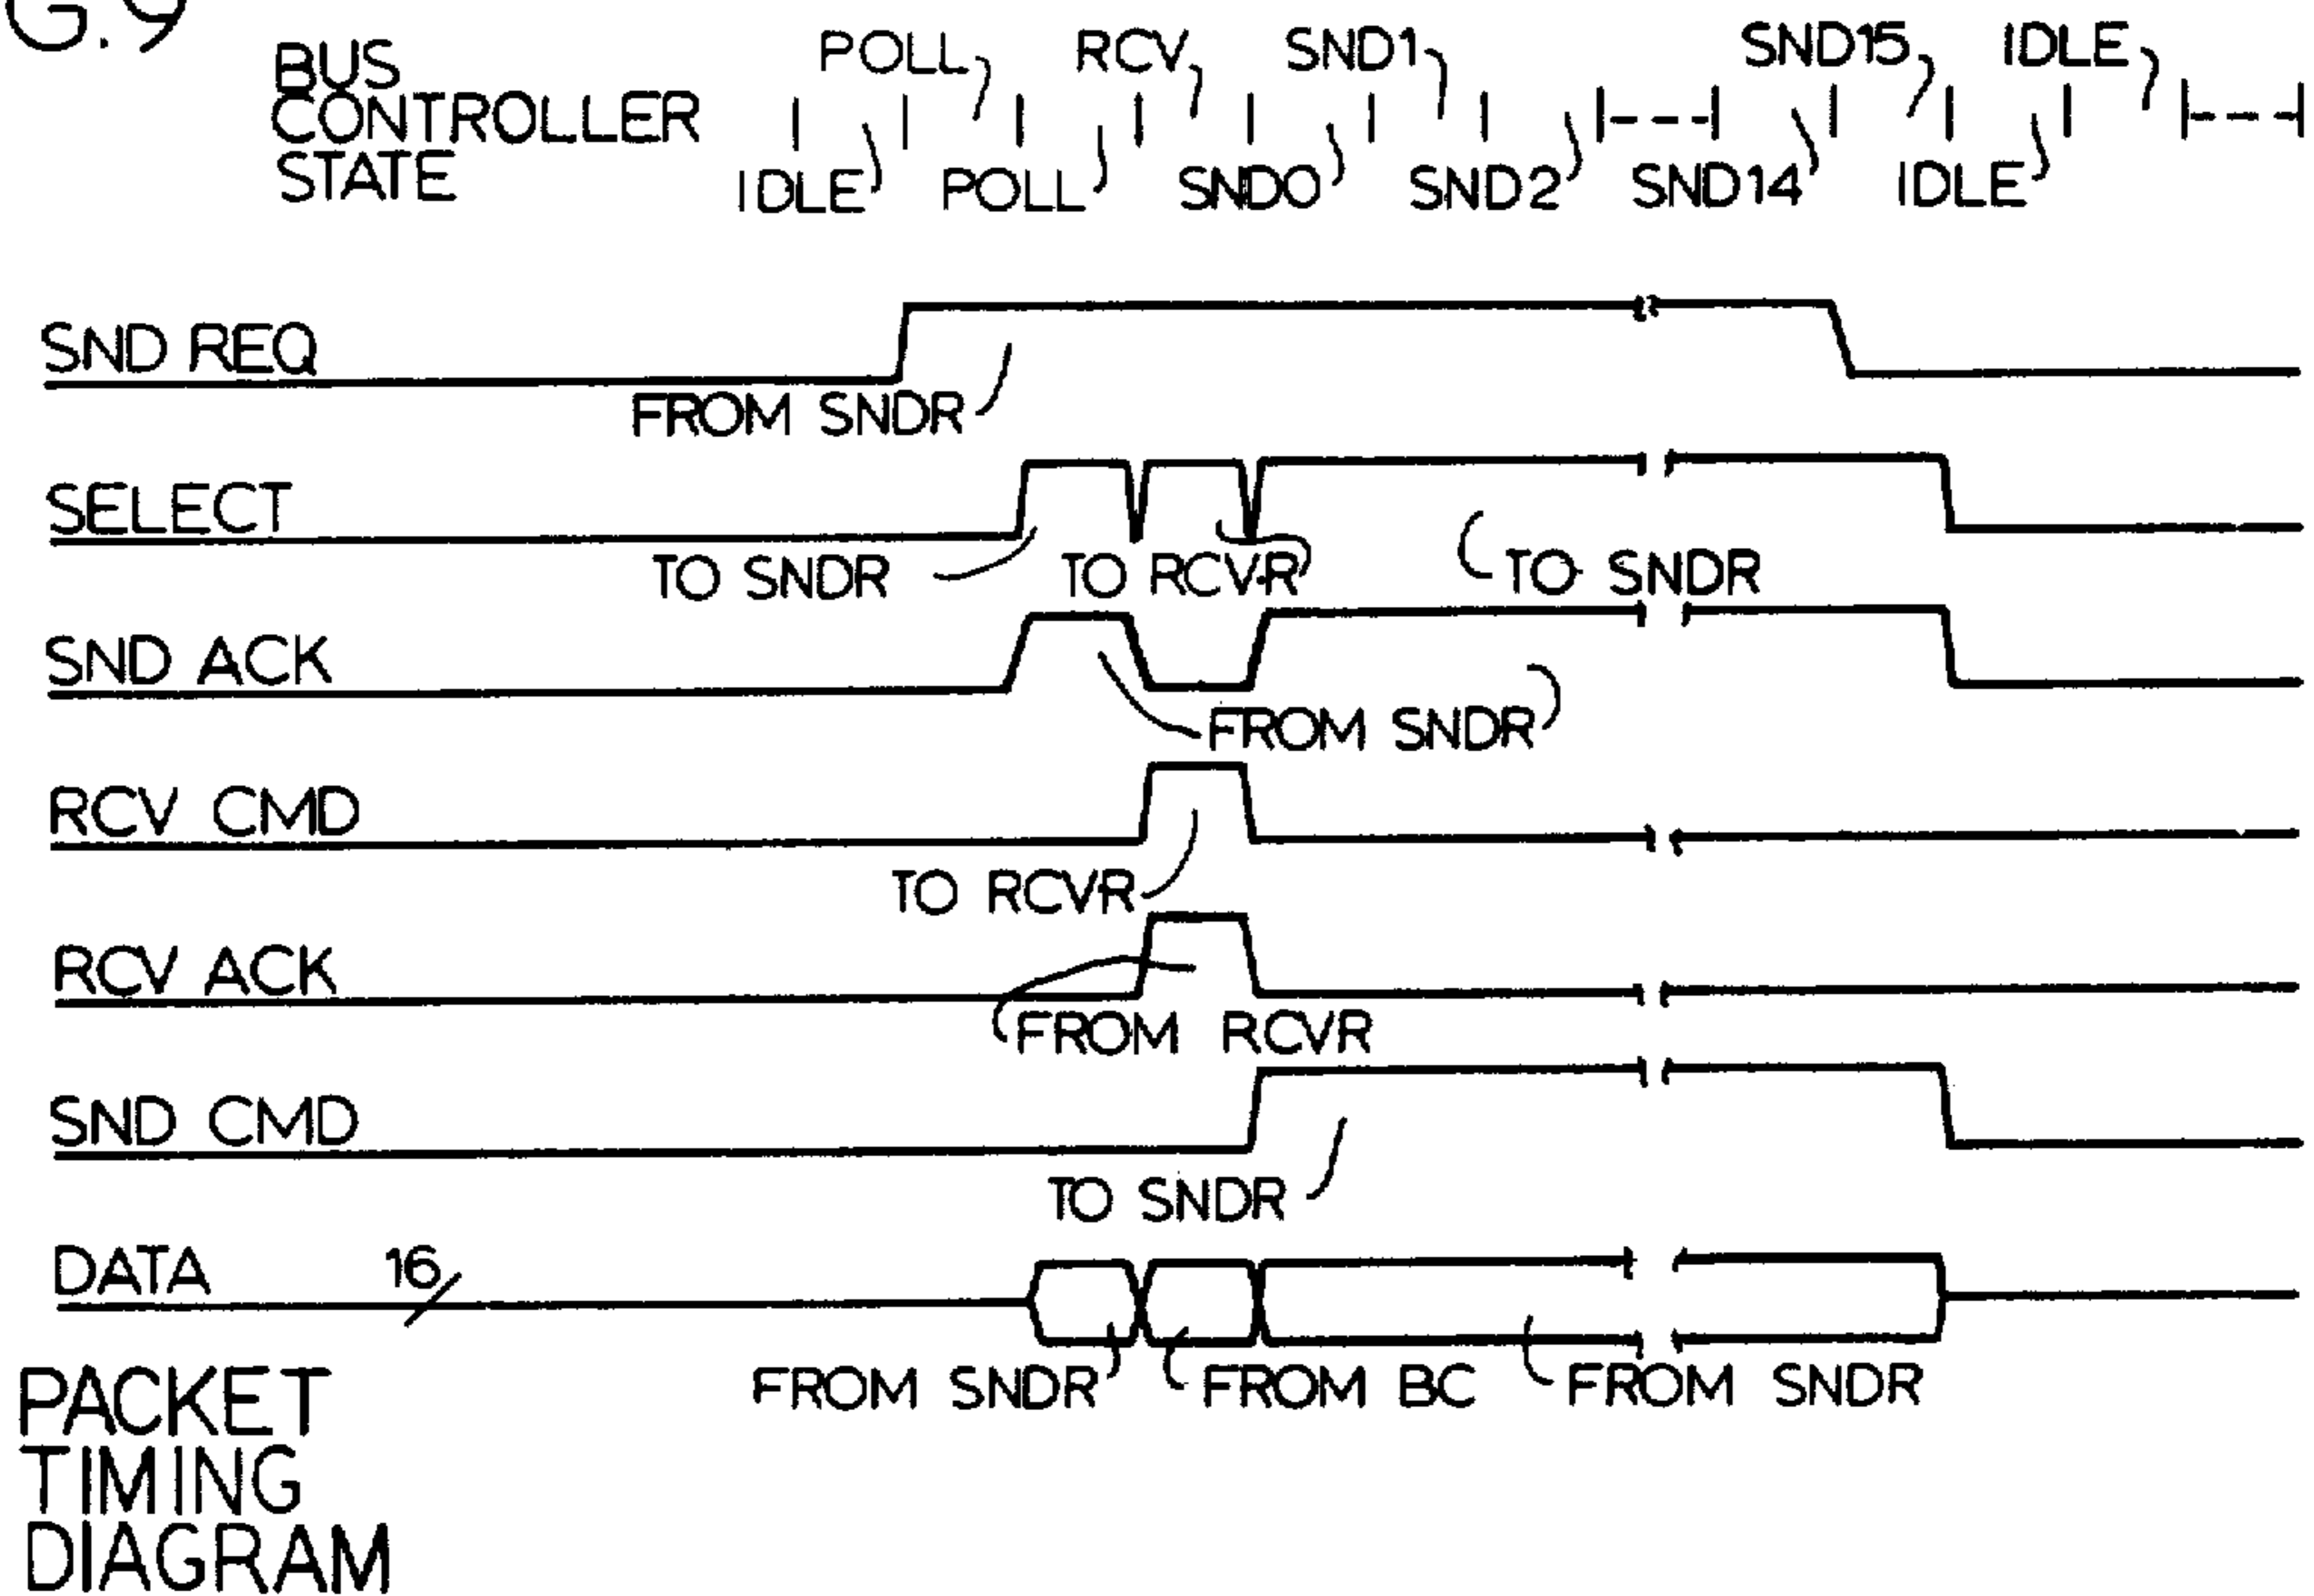 G.9
BUS
CONTROLLER
STATE
POLL
RCV
SND1
SND15
IDLE
IDLE
POLL
SND0
SND2
SND14
IDLE
SND REQ
FROM SNDR
SELECT
TO SNDR
TO RCVR
TO SNDR
SND ACK
FROM SNDR
RCV CMD
TO RCVR
RCV ACK
FROM RCVR
SND CMD
TO SNDR
DATA
16
FROM SNDR
FROM BC
FROM SNDR
PACKET
TIMING
DIAGRAM